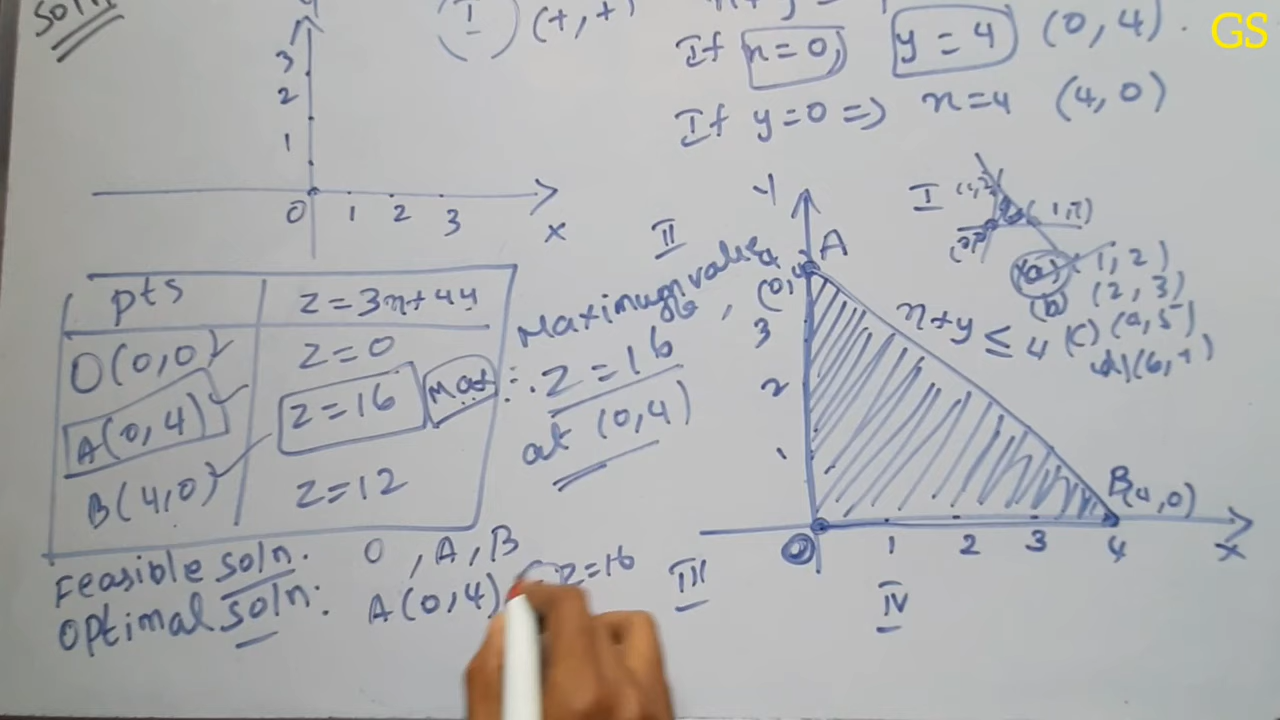 Soln
3
2
1
0 1 2 3 x
(I) (+,+)
If x=0, y = 4 (0, 4).
If y=0 => x=4 (4, 0)
GS
II
pts z = 3x+4y
O(0,0) z=0
A(0,4) z=16 Max
B(4,0) z=12
Maximum value
∴ z = 16
at (0,4)
Feasible soln. O, A, B
Optimal soln: A(0,4) z=16
I
(a) (1, 2)
(b) (2, 3)
(c)
Y
A
3
2
1
x+y ≤ 4
B(4,0)
O 1 2 3 4 x
III
IV